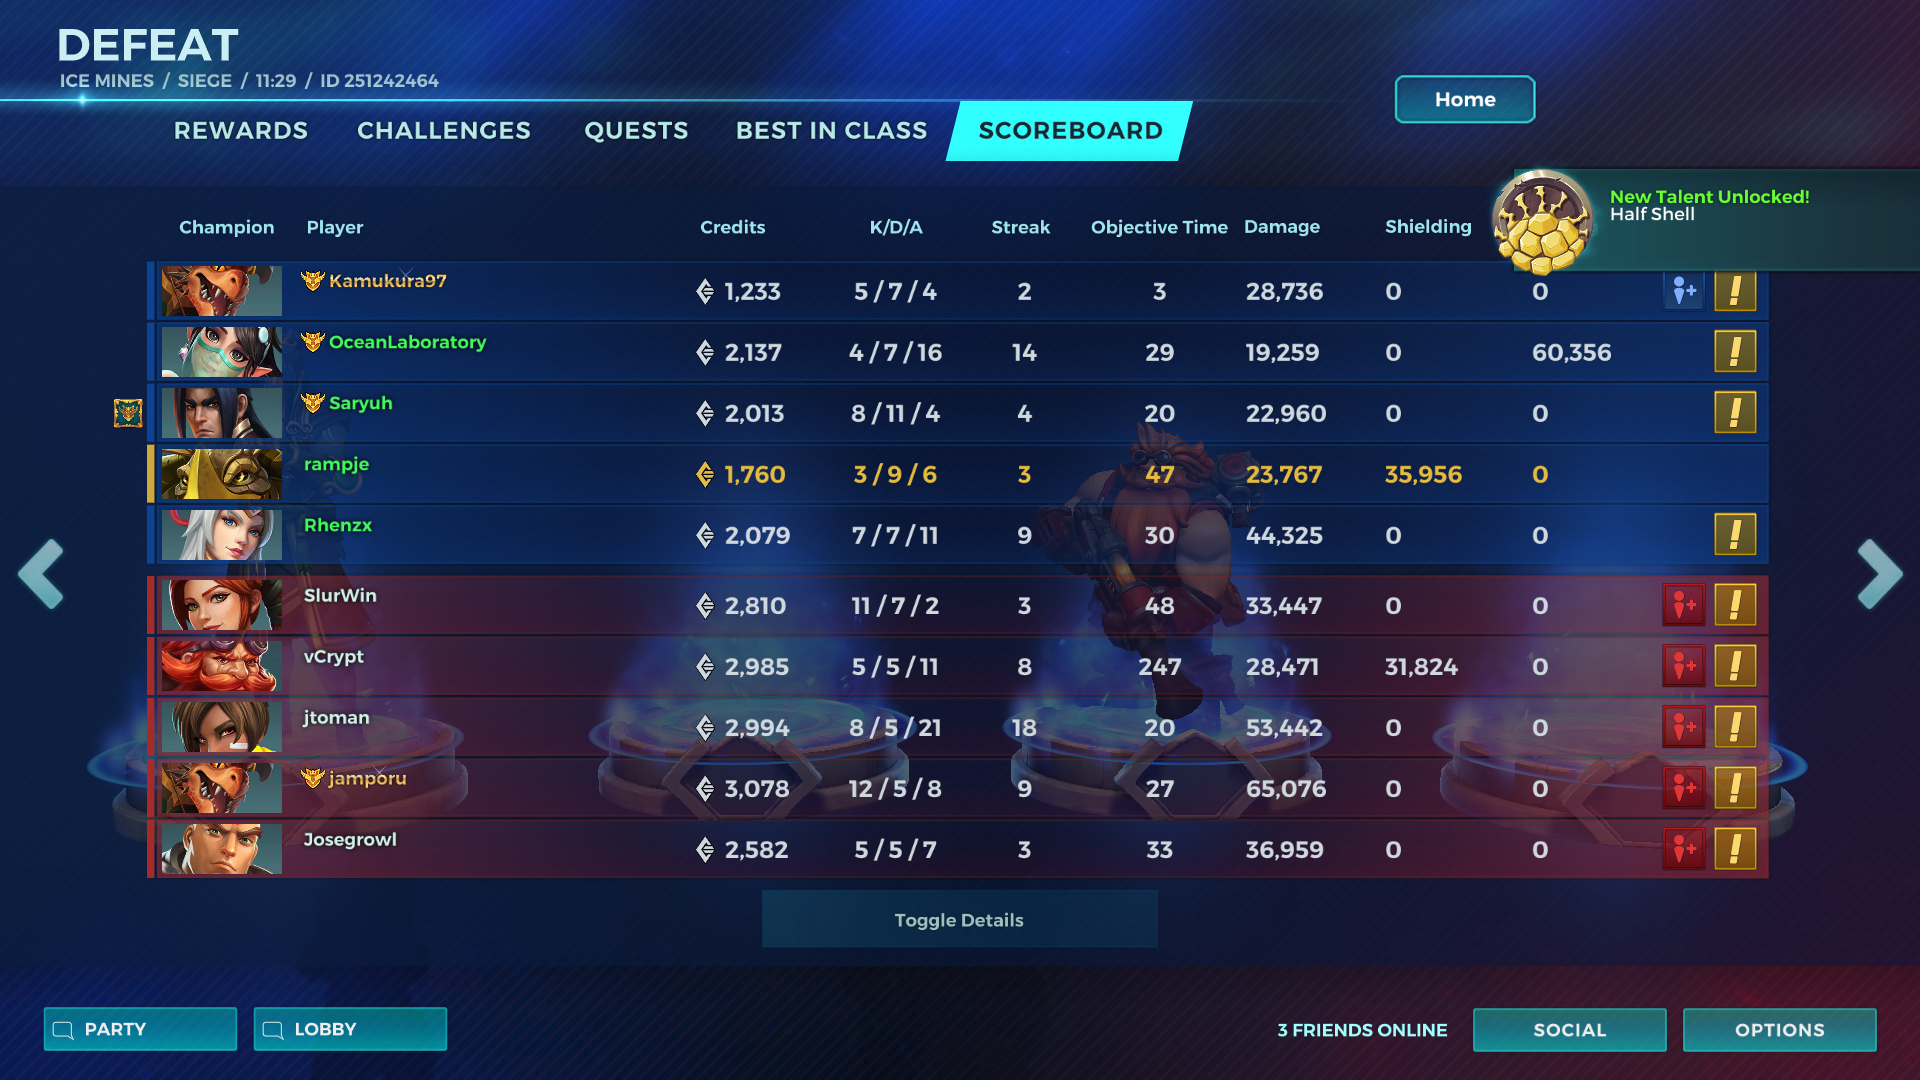 DEFEAT
ICE MINES / SIEGE / 11:29 / ID 251242464
Home
REWARDS CHALLENGES QUESTS BEST IN CLASS SCOREBOARD
New Talent Unlocked!
Half Shell
Champion Player Credits K/D/A Streak Objective Time Damage Shielding
Kamukura97 1,233 5 / 7 / 4 2 3 28,736 0 0
OceanLaboratory 2,137 4 / 7 / 16 14 29 19,259 0 60,356
Saryuh 2,013 8 / 11 / 4 4 20 22,960 0 0
rampje 1,760 3 / 9 / 6 3 47 23,767 35,956 0
Rhenzx 2,079 7 / 7 / 11 9 30 44,325 0 0
SlurWin 2,810 11 / 7 / 2 3 48 33,447 0 0
vCrypt 2,985 5 / 5 / 11 8 247 28,471 31,824 0
jtoman 2,994 8 / 5 / 21 18 20 53,442 0 0
jamporu 3,078 12 / 5 / 8 9 27 65,076 0 0
Josegrowl 2,582 5 / 5 / 7 3 33 36,959 0 0
Toggle Details
PARTY LOBBY 3 FRIENDS ONLINE SOCIAL OPTIONS